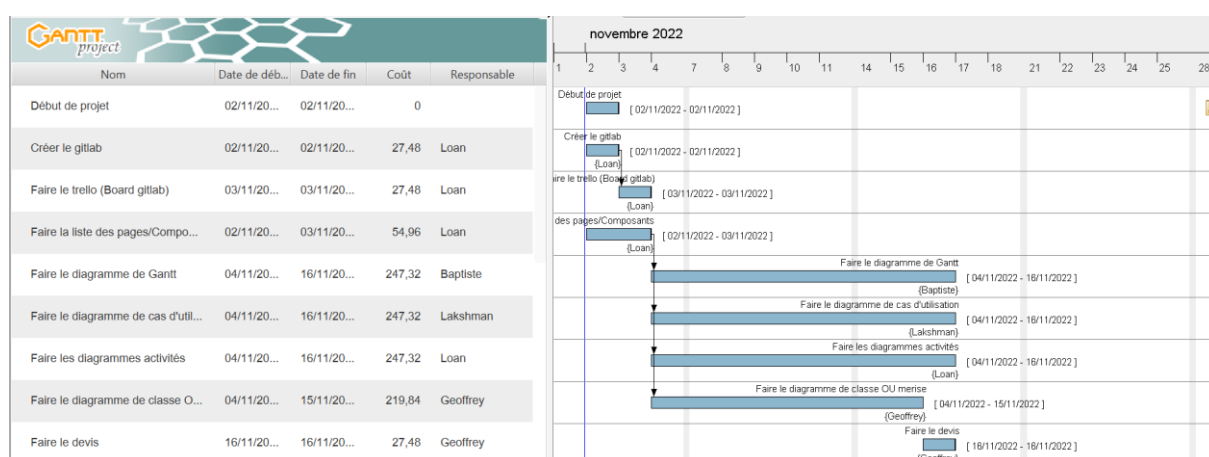 GANTT
project
Nom Date de déb... Date de fin Coût Responsable
Début de projet 02/11/20... 02/11/20... 0
Créer le gitlab 02/11/20... 02/11/20... 27,48 Loan
Faire le trello (Board gitlab) 03/11/20... 03/11/20... 27,48 Loan
Faire la liste des pages/Compo... 02/11/20... 03/11/20... 54,96 Loan
Faire le diagramme de Gantt 04/11/20... 16/11/20... 247,32 Baptiste
Faire le diagramme de cas d'util... 04/11/20... 16/11/20... 247,32 Lakshman
Faire les diagrammes activités 04/11/20... 16/11/20... 247,32 Loan
Faire le diagramme de classe O... 04/11/20... 15/11/20... 219,84 Geoffrey
Faire le devis 16/11/20... 16/11/20... 27,48 Geoffrey
novembre 2022
1 2 3 4 7 8 9 10 11 14 15 16 17 18 21 22 23 24 25 28
Début de projet
[ 02/11/2022 - 02/11/2022 ]
Créer le gitlab
[ 02/11/2022 - 02/11/2022 ]
{Loan}
ire le trello (Board gitlab)
[ 03/11/2022 - 03/11/2022 ]
{Loan}
des pages/Composants
[ 02/11/2022 - 03/11/2022 ]
{Loan}
Faire le diagramme de Gantt
[ 04/11/2022 - 16/11/2022 ]
{Baptiste}
Faire le diagramme de cas d'utilisation
[ 04/11/2022 - 16/11/2022 ]
{Lakshman}
Faire les diagrammes activités
[ 04/11/2022 - 16/11/2022 ]
{Loan}
Faire le diagramme de classe OU merise
[ 04/11/2022 - 15/11/2022 ]
{Geoffrey}
Faire le devis
[ 16/11/2022 - 16/11/2022 ]
{Geoffrey}